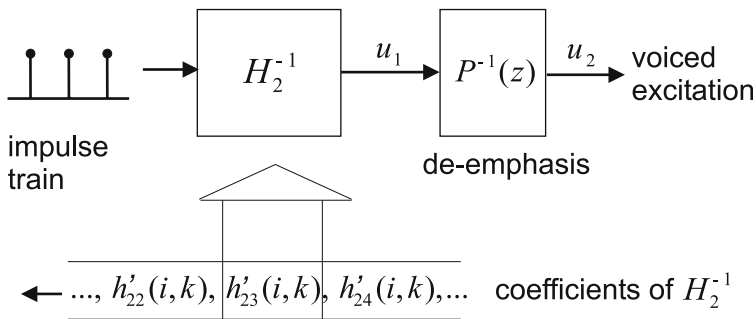 H₂⁻¹
u₁
P⁻¹(z)
u₂
voiced
excitation
impulse
train
de-emphasis
..., h′₂₂(i,k), h′₂₃(i,k), h′₂₄(i,k),...
coefficients of H₂⁻¹